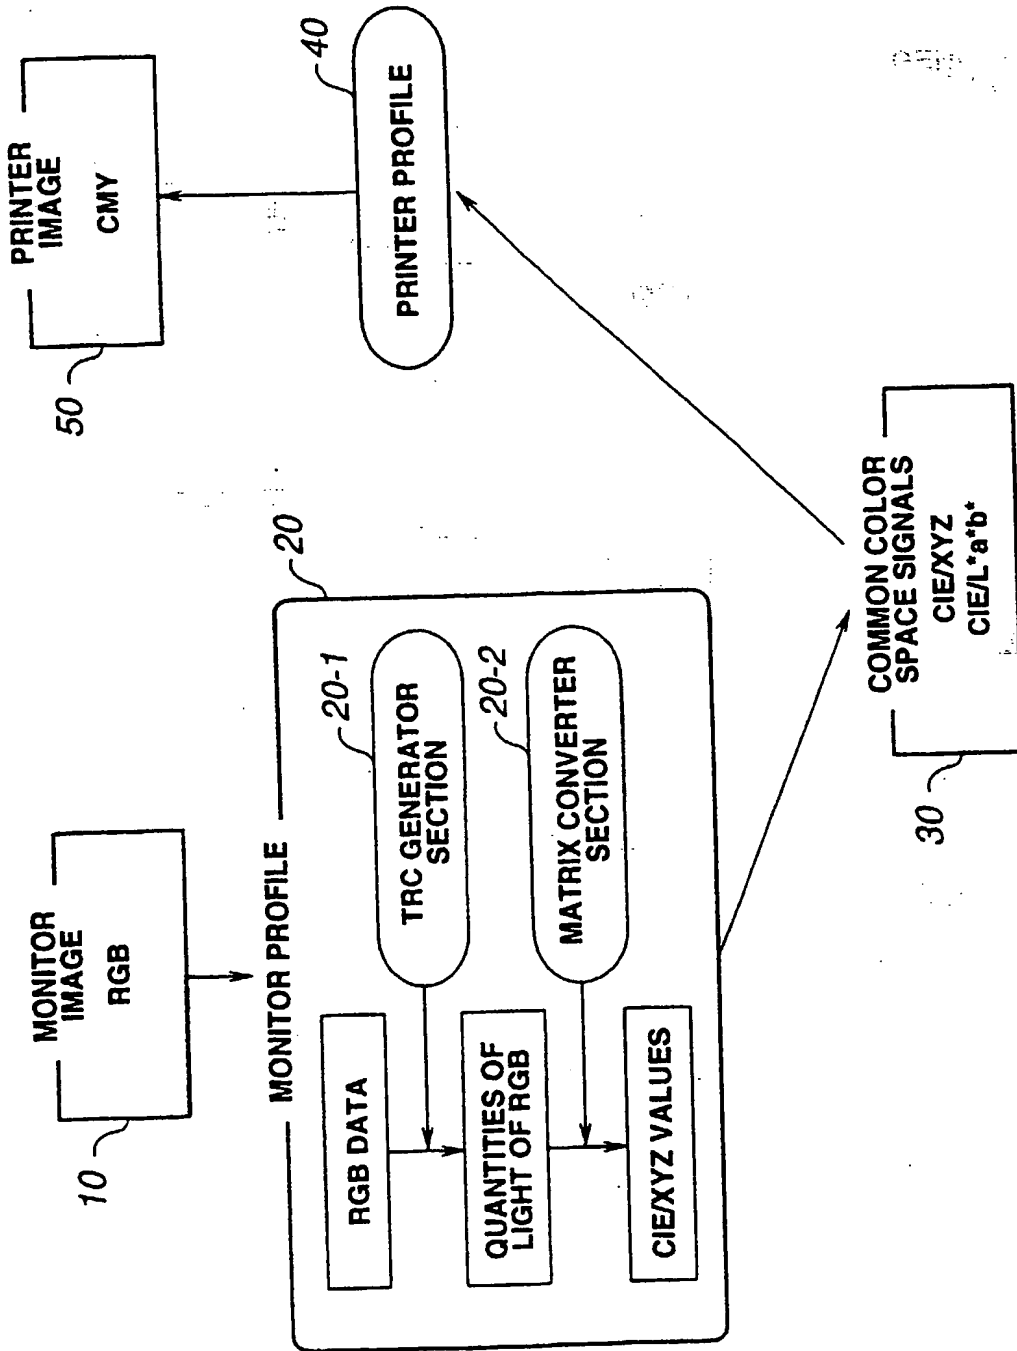 10
MONITOR
IMAGE
RGB
MONITOR PROFILE
20
RGB DATA
20-1
TRC GENERATOR
SECTION
QUANTITIES OF
LIGHT OF RGB
20-2
MATRIX CONVERTER
SECTION
CIE/XYZ VALUES
30
COMMON COLOR
SPACE SIGNALS
CIE/XYZ
CIE/L*a*b*
40
PRINTER PROFILE
50
PRINTER
IMAGE
CMY